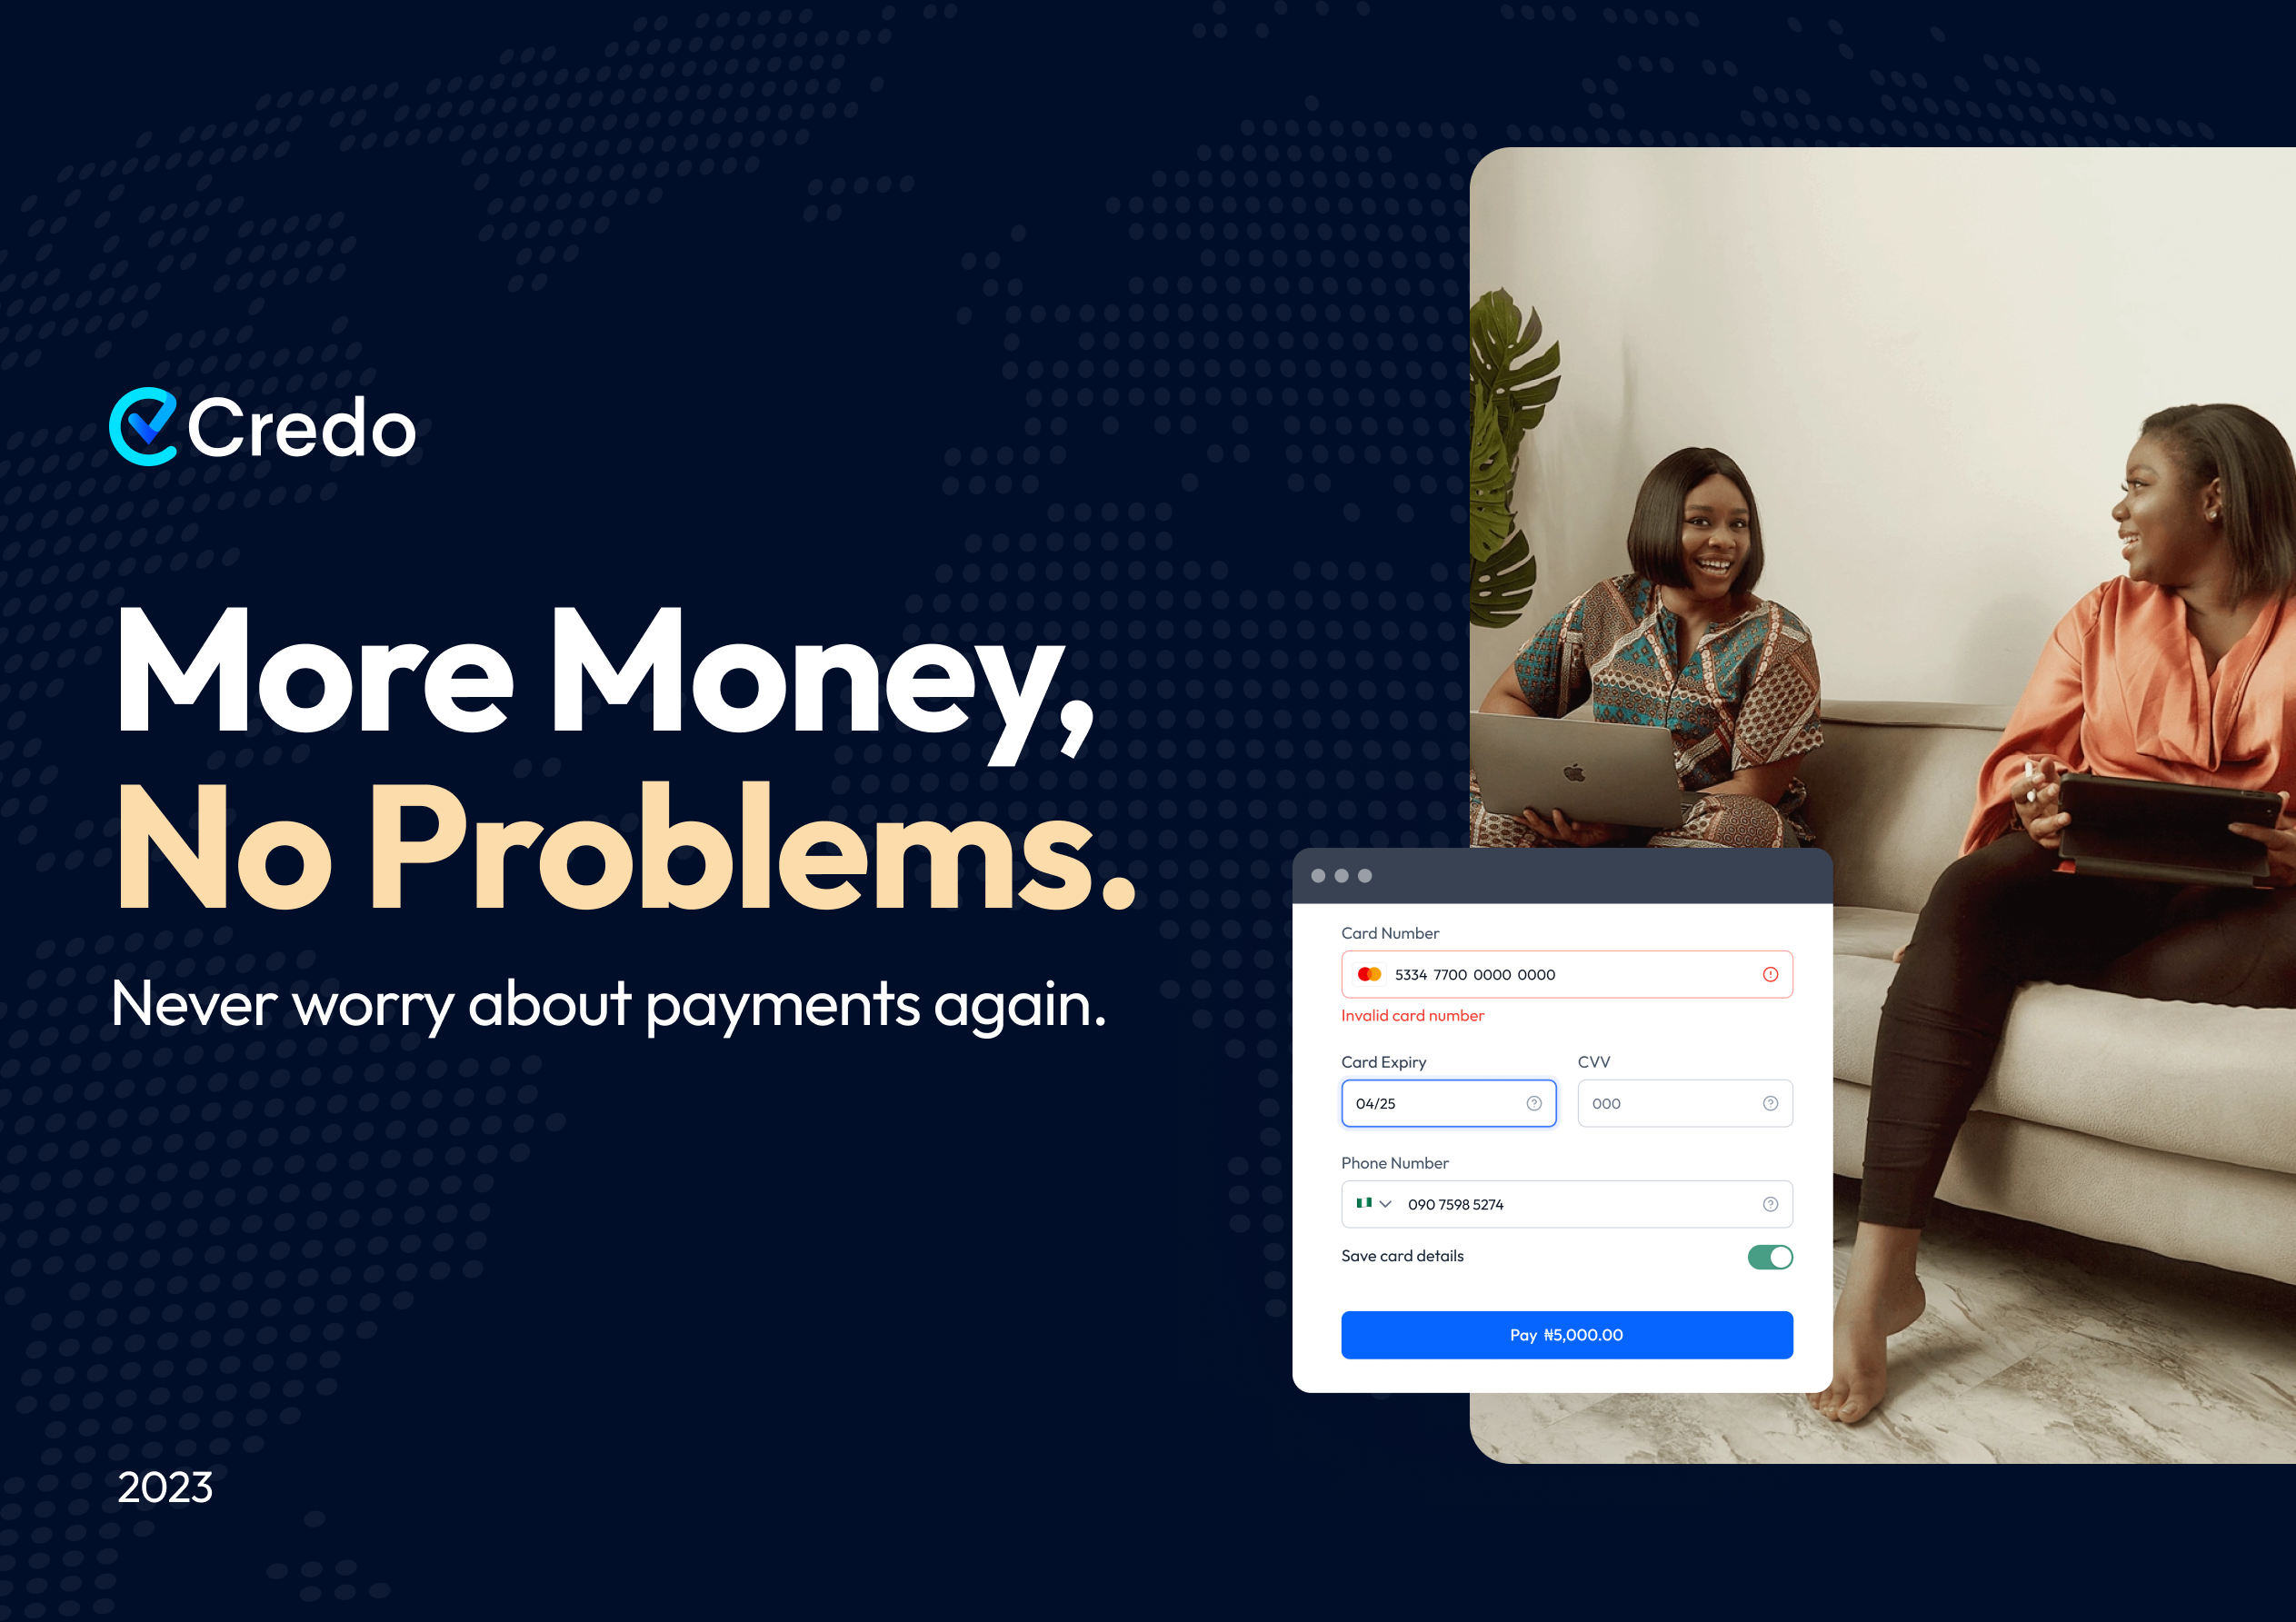 Credo
More Money,
No Problems.
Never worry about payments again.
2023
Card Number
5334 7700 0000 0000
Invalid card number
Card Expiry CVV
04/25 000
Phone Number
090 7598 5274
Save card details
Pay ₦5,000.00